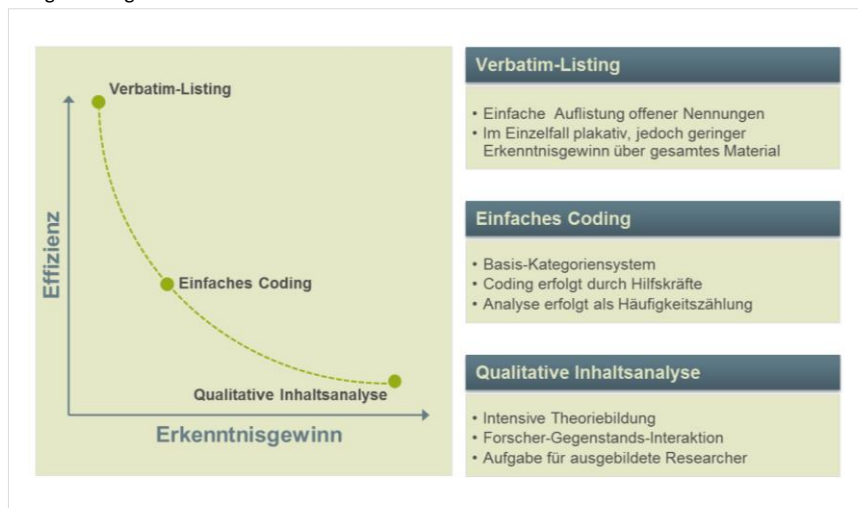 Verbatim-Listing
Einfaches Coding
Qualitative Inhaltsanalyse
Effizienz
Erkenntnisgewinn
Verbatim-Listing
• Einfache Auflistung offener Nennungen
• Im Einzelfall plakativ, jedoch geringer
Erkenntnisgewinn über gesamtes Material
Einfaches Coding
• Basis-Kategoriensystem
• Coding erfolgt durch Hilfskräfte
• Analyse erfolgt als Häufigkeitszählung
Qualitative Inhaltsanalyse
• Intensive Theoriebildung
• Forscher-Gegenstands-Interaktion
• Aufgabe für ausgebildete Researcher